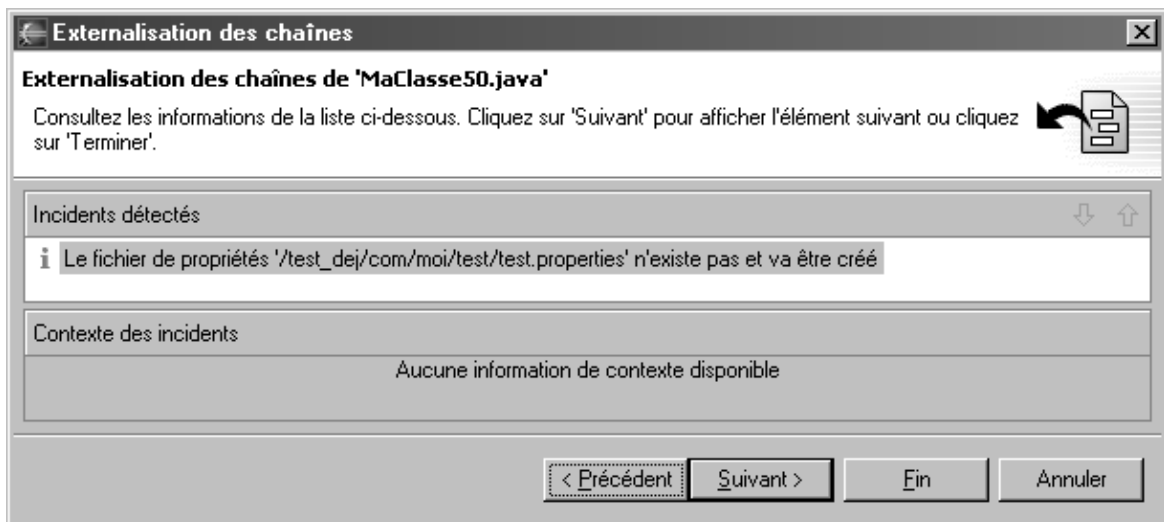 Externalisation des chaînes
Externalisation des chaînes de 'MaClasse50.java'
Consultez les informations de la liste ci-dessous. Cliquez sur 'Suivant' pour afficher l'élément suivant ou cliquez
sur 'Terminer'.
Incidents détectés
Le fichier de propriétés '/test_dej/com/moi/test/test.properties' n'existe pas et va être créé
Contexte des incidents
Aucune information de contexte disponible
< Précédent Suivant > Fin Annuler